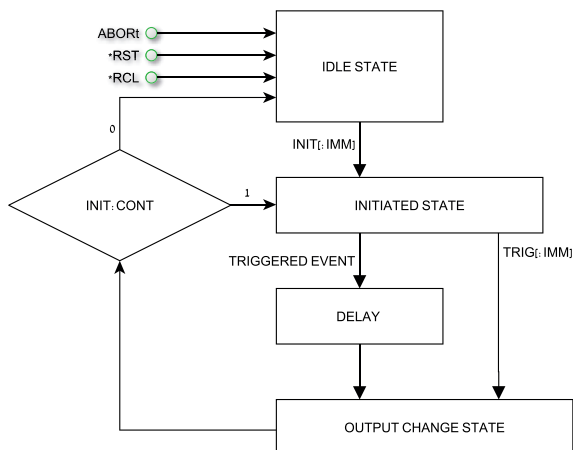 ABORt
*RST
*RCL
IDLE STATE
0
INIT[:IMM]
INIT:CONT
1
INITIATED STATE
TRIGGERED EVENT
TRIG[:IMM]
DELAY
OUTPUT CHANGE STATE